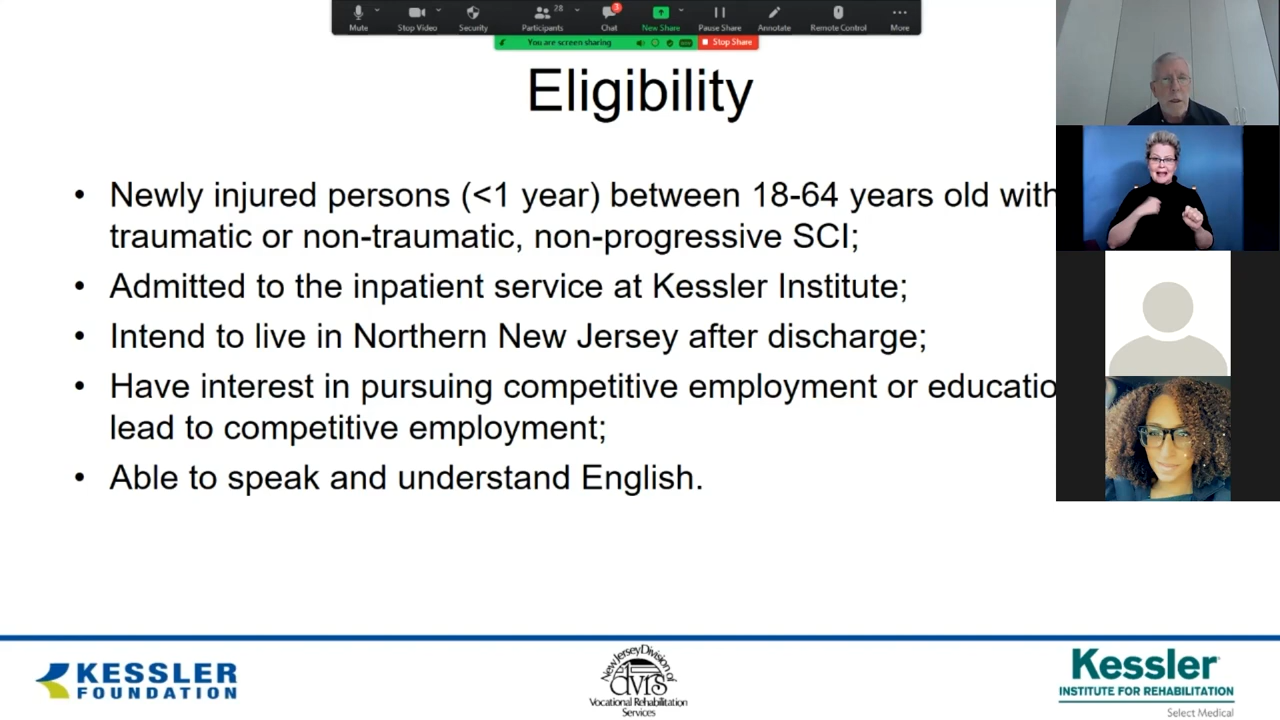 Mute
Stop Video
Security
28
Participants
3
Chat
New Share
Pause Share
Annotate
Remote Control
More
You are screen sharing
Stop Share
Eligibility
• Newly injured persons (<1 year) between 18-64 years old with
traumatic or non-traumatic, non-progressive SCI;
• Admitted to the inpatient service at Kessler Institute;
• Intend to live in Northern New Jersey after discharge;
• Have interest in pursuing competitive employment or educatio
lead to competitive employment;
• Able to speak and understand English.
KESSLER
FOUNDATION
New Jersey Division of
dvrs
Vocational Rehabilitation
Services
Kessler
INSTITUTE FOR REHABILITATION
Select Medical